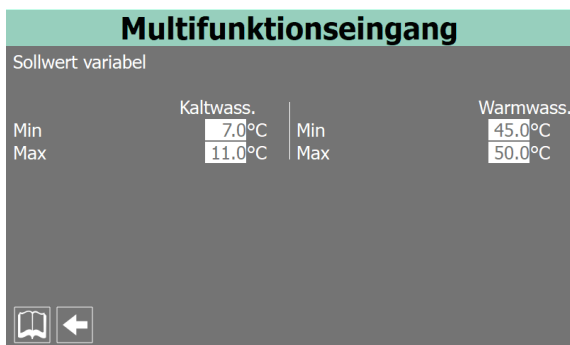 Multifunktionseingang
Sollwert variabel
Kaltwass. Warmwass.
Min 7.0°C Min 45.0°C
Max 11.0°C Max 50.0°C